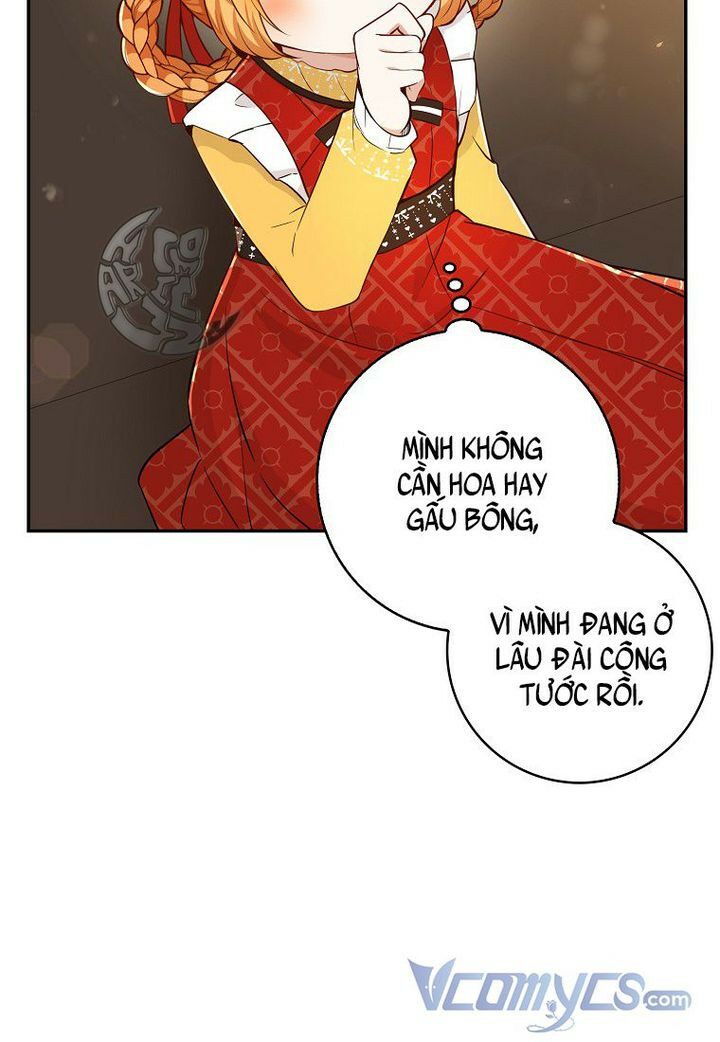 MÌNH KHÔNG
CẦN HOA HAY
GẤU BÔNG,
VÌ MÌNH ĐANG Ở
LÂU ĐÀI CÔNG
TƯỚC RỒI.
VCOMYCS.com